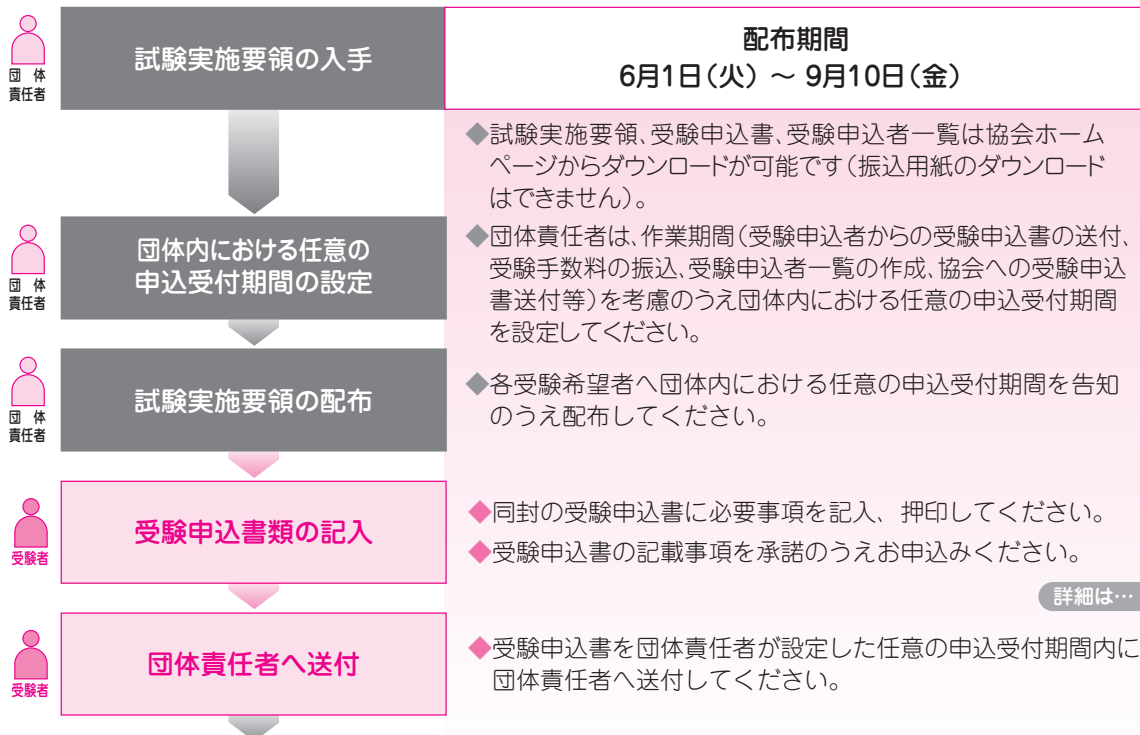 団 体
責任者
試験実施要領の入手
配布期間
6月1日(火) ～ 9月10日(金)
◆試験実施要領、受験申込書、受験申込者一覧は協会ホーム
ページからダウンロードが可能です(振込用紙のダウンロード
はできません)。
団 体
責任者
団体内における任意の
申込受付期間の設定
◆団体責任者は、作業期間(受験申込者からの受験申込書の送付、
受験手数料の振込、受験申込者一覧の作成、協会への受験申込
書送付等)を考慮のうえ団体内における任意の申込受付期間
を設定してください。
団 体
責任者
試験実施要領の配布
◆各受験希望者へ団体内における任意の申込受付期間を告知
のうえ配布してください。
受験者
受験申込書類の記入
◆同封の受験申込書に必要事項を記入、押印してください。
◆受験申込書の記載事項を承諾のうえお申込みください。
詳細は…
受験者
団体責任者へ送付
◆受験申込書を団体責任者が設定した任意の申込受付期間内に
団体責任者へ送付してください。